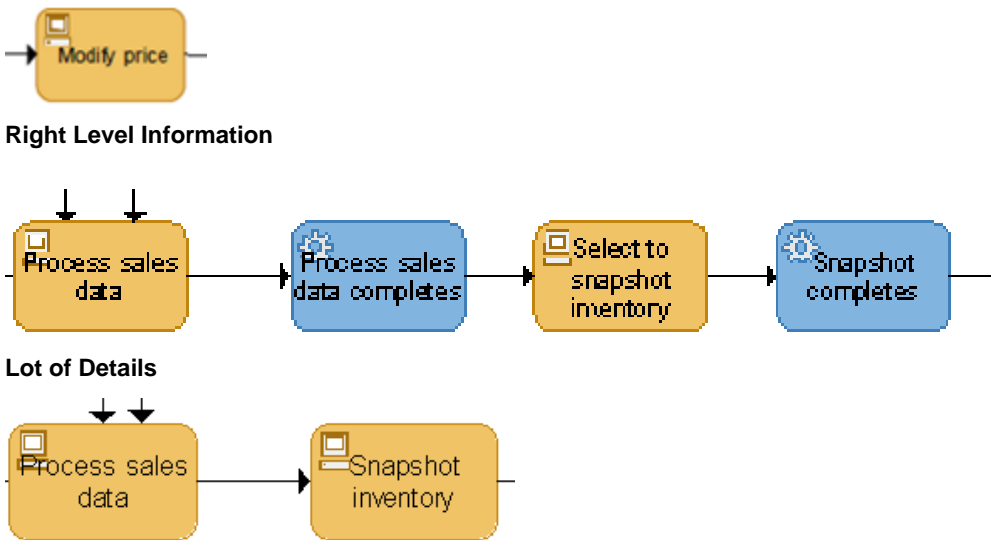 Modify price
Right Level Information
Process sales
data
Process sales
data completes
Select to
snapshot
inventory
Snapshot
completes
Lot of Details
Process sales
data
Snapshot
inventory